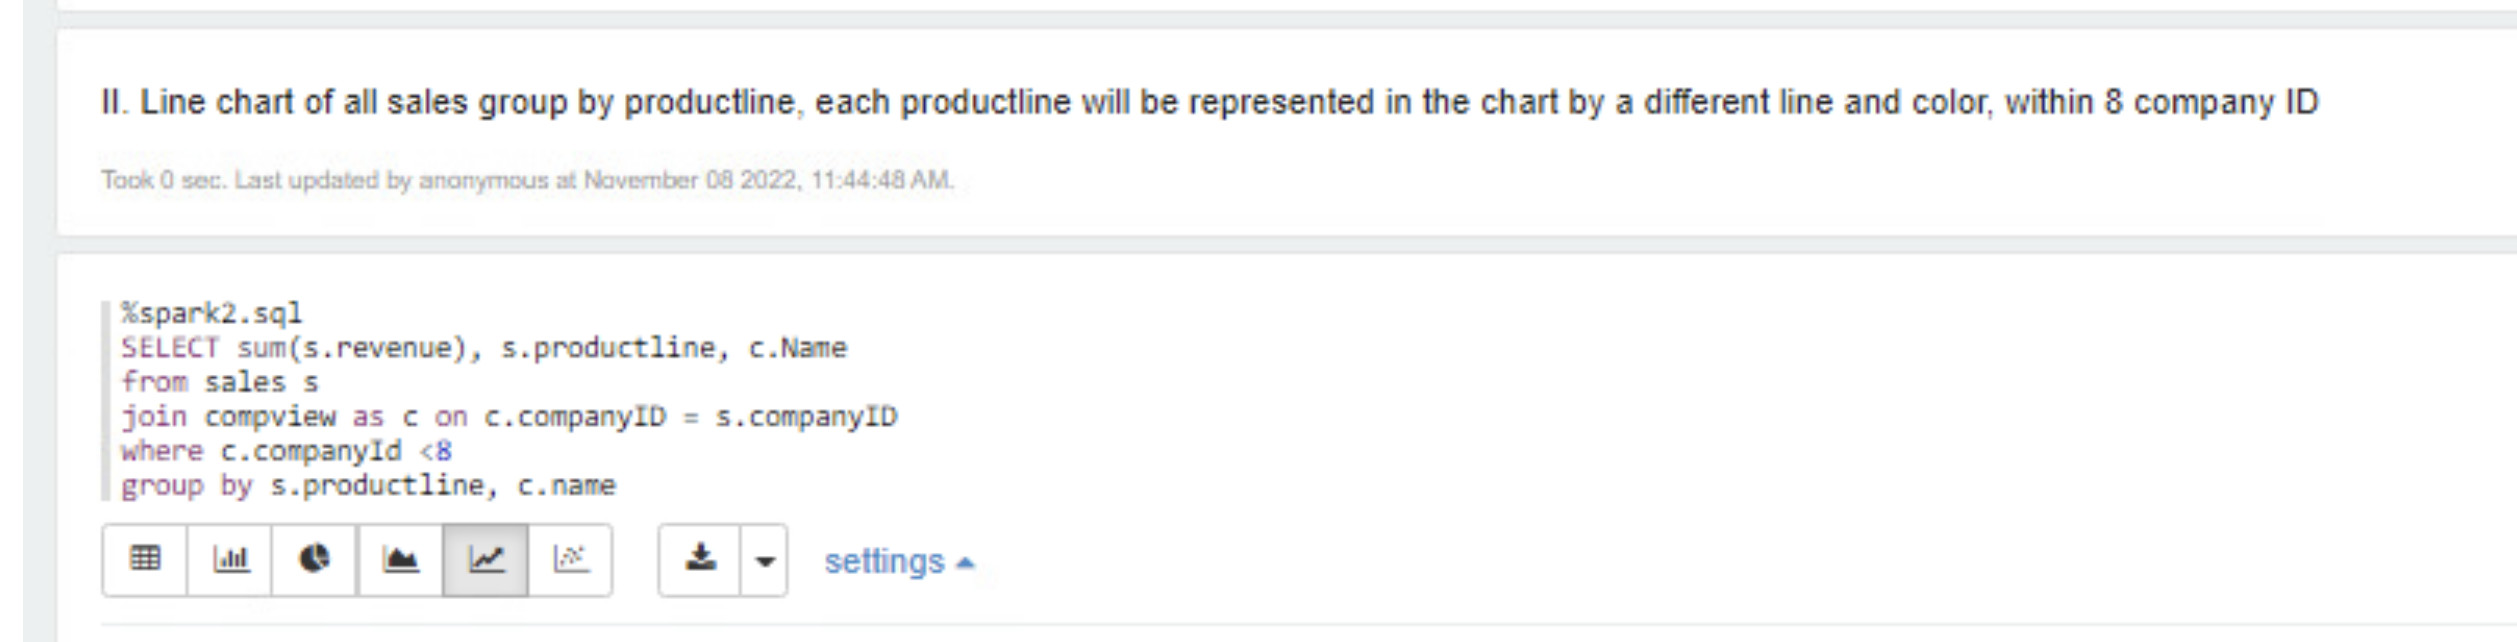 II. Line chart of all sales group by productline, each productline will be represented in the chart by a different line and color, within 8 company ID
Took 0 sec. Last updated by anonymous at November 08 2022, 11:44:48 AM.
%spark2.sql
SELECT sum(s.revenue), s.productline, c.Name
from sales s
join compview as c on c.companyID = s.companyID
where c.companyId <8
group by s.productline, c.name
settings